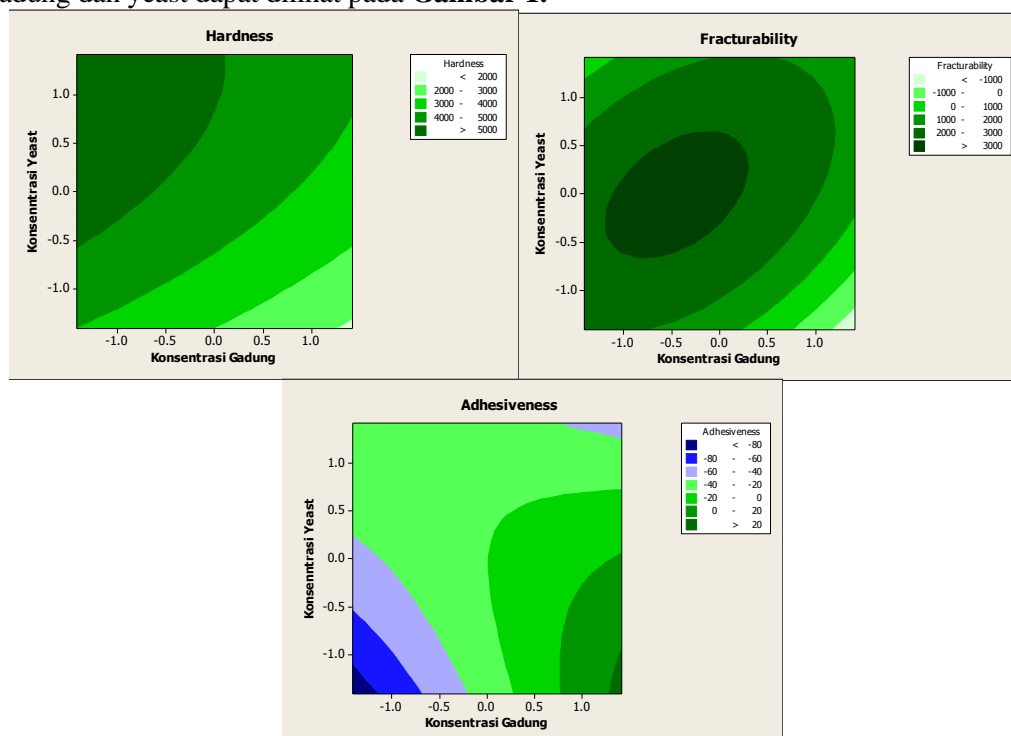 adung dan yeast dapat dilihat pada Gambar 1.
Hardness
Hardness
< 2000
2000 - 3000
3000 - 4000
4000 - 5000
> 5000
1.0
0.5
0.0
-0.5
-1.0
Konsenntrasi Yeast
-1.0 -0.5 0.0 0.5 1.0
Konsentrasi Gadung
Fracturability
Fracturability
< -1000
-1000 - 0
0 - 1000
1000 - 2000
2000 - 3000
> 3000
1.0
0.5
0.0
-0.5
-1.0
Konsenntrasi Yeast
-1.0 -0.5 0.0 0.5 1.0
Konsentrasi Gadung
Adhesiveness
Adhesiveness
< -80
-80 - -60
-60 - -40
-40 - -20
-20 - 0
0 - 20
> 20
1.0
0.5
0.0
-0.5
-1.0
Konsenntrasi Yeast
-1.0 -0.5 0.0 0.5 1.0
Konsentrasi Gadung